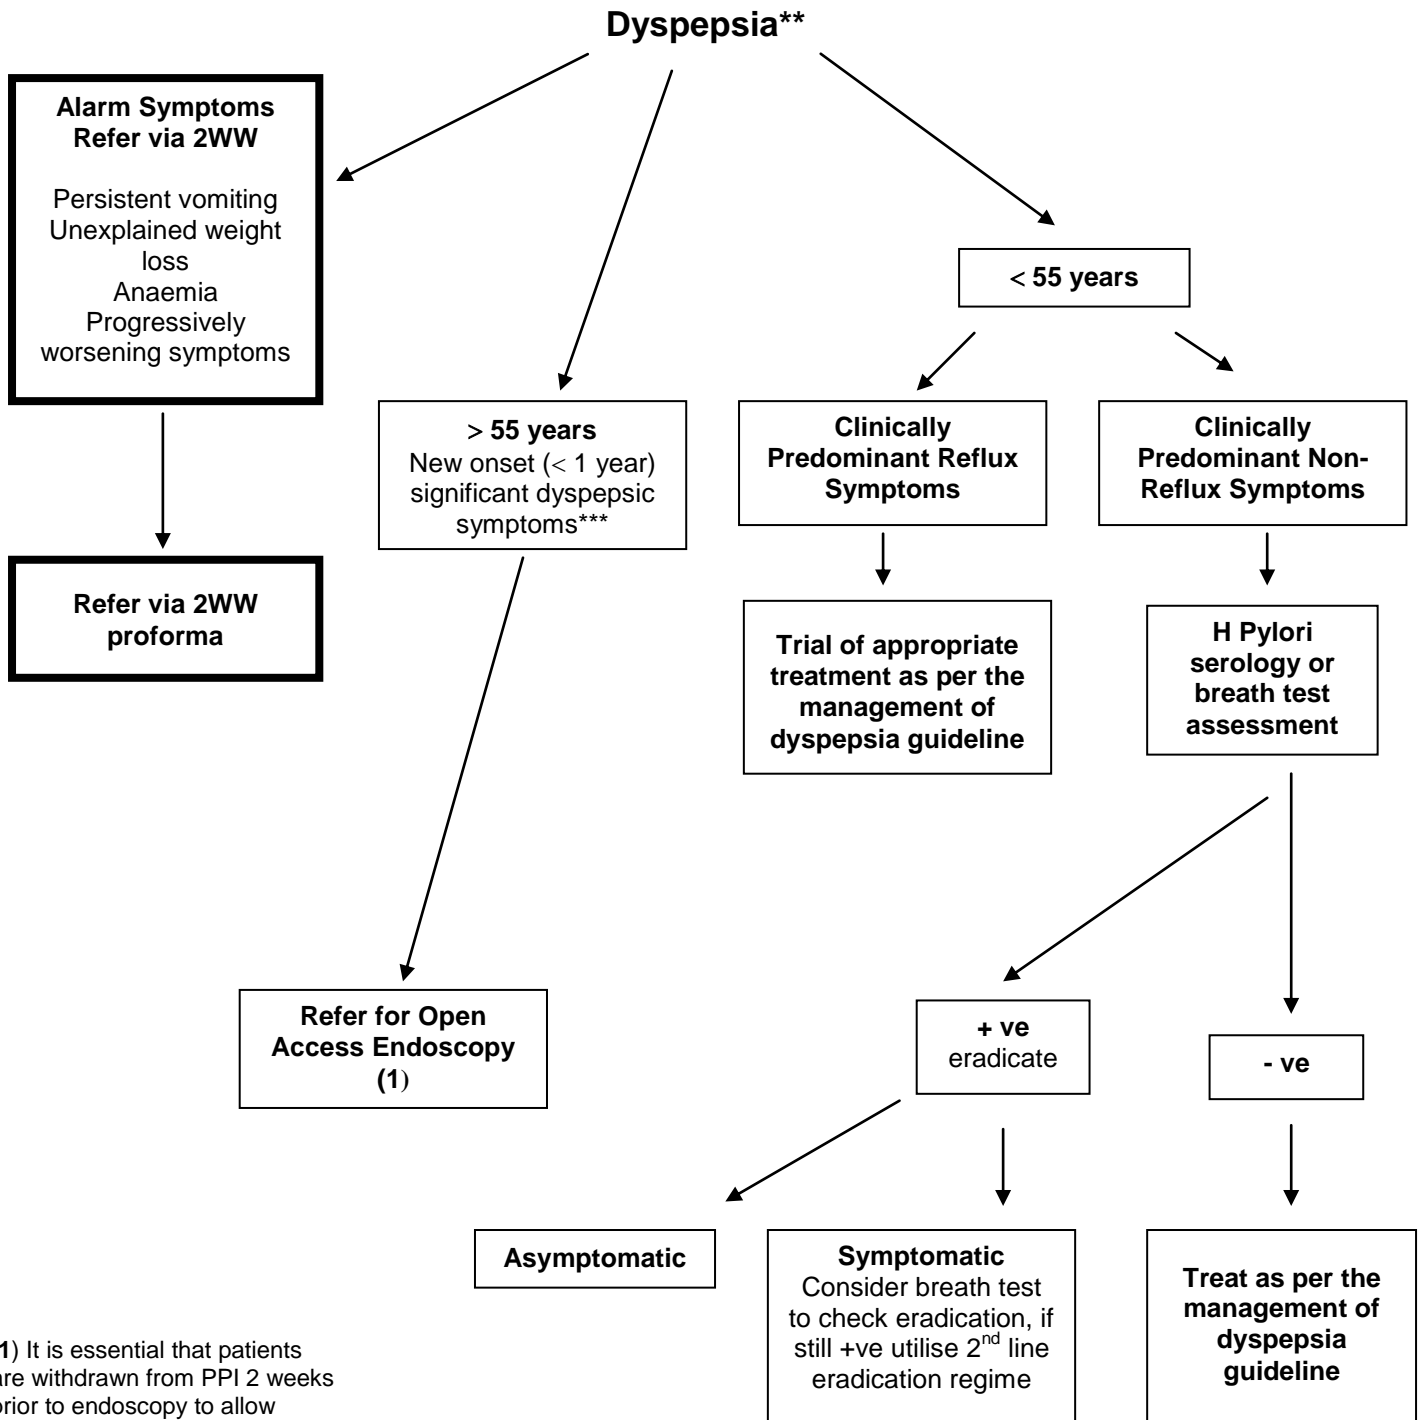 Dyspepsia**
Alarm Symptoms
Refer via 2WW
Persistent vomiting
Unexplained weight
loss
Anaemia
Progressively
worsening symptoms
Refer via 2WW
proforma
> 55 years
New onset (< 1 year)
significant dyspepsic
symptoms***
Refer for Open
Access Endoscopy
(1)
< 55 years
Clinically
Predominant Reflux
Symptoms
Trial of appropriate
treatment as per the
management of
dyspepsia guideline
Clinically
Predominant Non-
Reflux Symptoms
H Pylori
serology or
breath test
assessment
+ ve
eradicate
- ve
Asymptomatic
Symptomatic
Consider breath test
to check eradication, if
still +ve utilise 2nd line
eradication regime
Treat as per the
management of
dyspepsia
guideline
1) It is essential that patients
are withdrawn from PPI 2 weeks
prior to endoscopy to allow